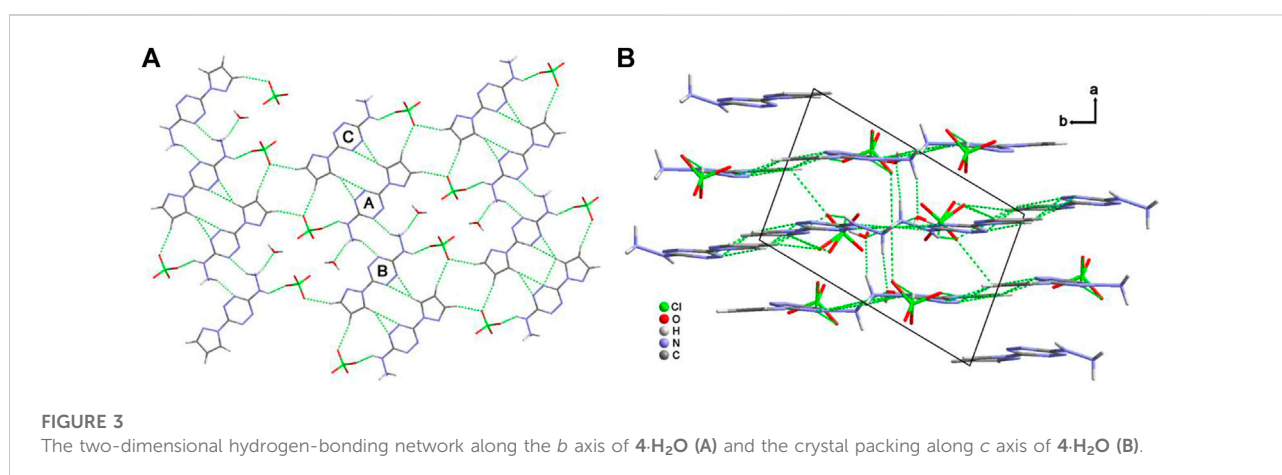 A
B
C
A
B
a
b
Cl
O
H
N
C
FIGURE 3
The two-dimensional hydrogen-bonding network along the b axis of 4·H₂O (A) and the crystal packing along c axis of 4·H₂O (B).